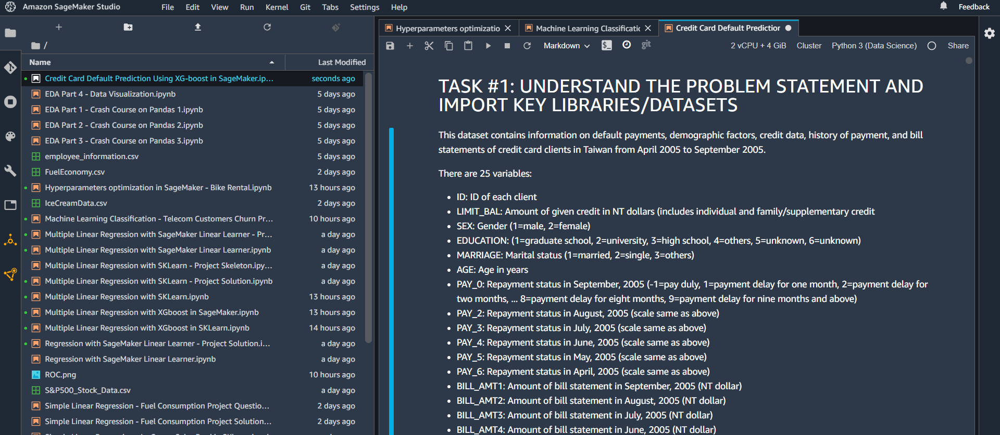 Amazon SageMaker Studio
File Edit View Run Kernel Git Tabs Settings Help
Feedback
/
Name Last Modified
Credit Card Default Prediction Using XG-boost in SageMaker.ip... seconds ago
EDA Part 4 - Data Visualization.ipynb 5 days ago
EDA Part 1 - Crash Course on Pandas 1.ipynb 5 days ago
EDA Part 2 - Crash Course on Pandas 2.ipynb 5 days ago
EDA Part 3 - Crash Course on Pandas 3.ipynb 5 days ago
employee_information.csv 5 days ago
FuelEconomy.csv 2 days ago
Hyperparameters optimization in SageMaker - Bike Rental.ipynb 13 hours ago
IceCreamData.csv 2 days ago
Machine Learning Classification - Telecom Customers Churn Pr... 10 hours ago
Multiple Linear Regression with SageMaker Linear Learner - Pr... a day ago
Multiple Linear Regression with SageMaker Linear Learner.ipynb a day ago
Multiple Linear Regression with SKLearn - Project Skeleton.ipy... a day ago
Multiple Linear Regression with SKLearn - Project Solution.ipynb a day ago
Multiple Linear Regression with SKLearn.ipynb 13 hours ago
Multiple Linear Regression with XGboost in SageMaker.ipynb 13 hours ago
Multiple Linear Regression with XGboost in SKLearn.ipynb 14 hours ago
Regression with SageMaker Linear Learner - Project Solution.i... a day ago
Regression with SageMaker Linear Learner.ipynb a day ago
ROC.png 10 hours ago
S&P500_Stock_Data.csv a day ago
Simple Linear Regression - Fuel Consumption Project Questio... 2 days ago
Simple Linear Regression - Fuel Consumption Project Solution... 2 days ago
Hyperparameters optimizatio Machine Learning Classificatic Credit Card Default Predictior
Markdown $_ git 2 vCPU + 4 GiB Cluster Python 3 (Data Science) Share
TASK #1: UNDERSTAND THE PROBLEM STATEMENT AND
IMPORT KEY LIBRARIES/DATASETS
This dataset contains information on default payments, demographic factors, credit data, history of payment, and bill
statements of credit card clients in Taiwan from April 2005 to September 2005.
There are 25 variables:
• ID: ID of each client
• LIMIT_BAL: Amount of given credit in NT dollars (includes individual and family/supplementary credit
• SEX: Gender (1=male, 2=female)
• EDUCATION: (1=graduate school, 2=university, 3=high school, 4=others, 5=unknown, 6=unknown)
• MARRIAGE: Marital status (1=married, 2=single, 3=others)
• AGE: Age in years
• PAY_0: Repayment status in September, 2005 (-1=pay duly, 1=payment delay for one month, 2=payment delay for
two months, ... 8=payment delay for eight months, 9=payment delay for nine months and above)
• PAY_2: Repayment status in August, 2005 (scale same as above)
• PAY_3: Repayment status in July, 2005 (scale same as above)
• PAY_4: Repayment status in June, 2005 (scale same as above)
• PAY_5: Repayment status in May, 2005 (scale same as above)
• PAY_6: Repayment status in April, 2005 (scale same as above)
• BILL_AMT1: Amount of bill statement in September, 2005 (NT dollar)
• BILL_AMT2: Amount of bill statement in August, 2005 (NT dollar)
• BILL_AMT3: Amount of bill statement in July, 2005 (NT dollar)
• BILL_AMT4: Amount of bill statement in June, 2005 (NT dollar)